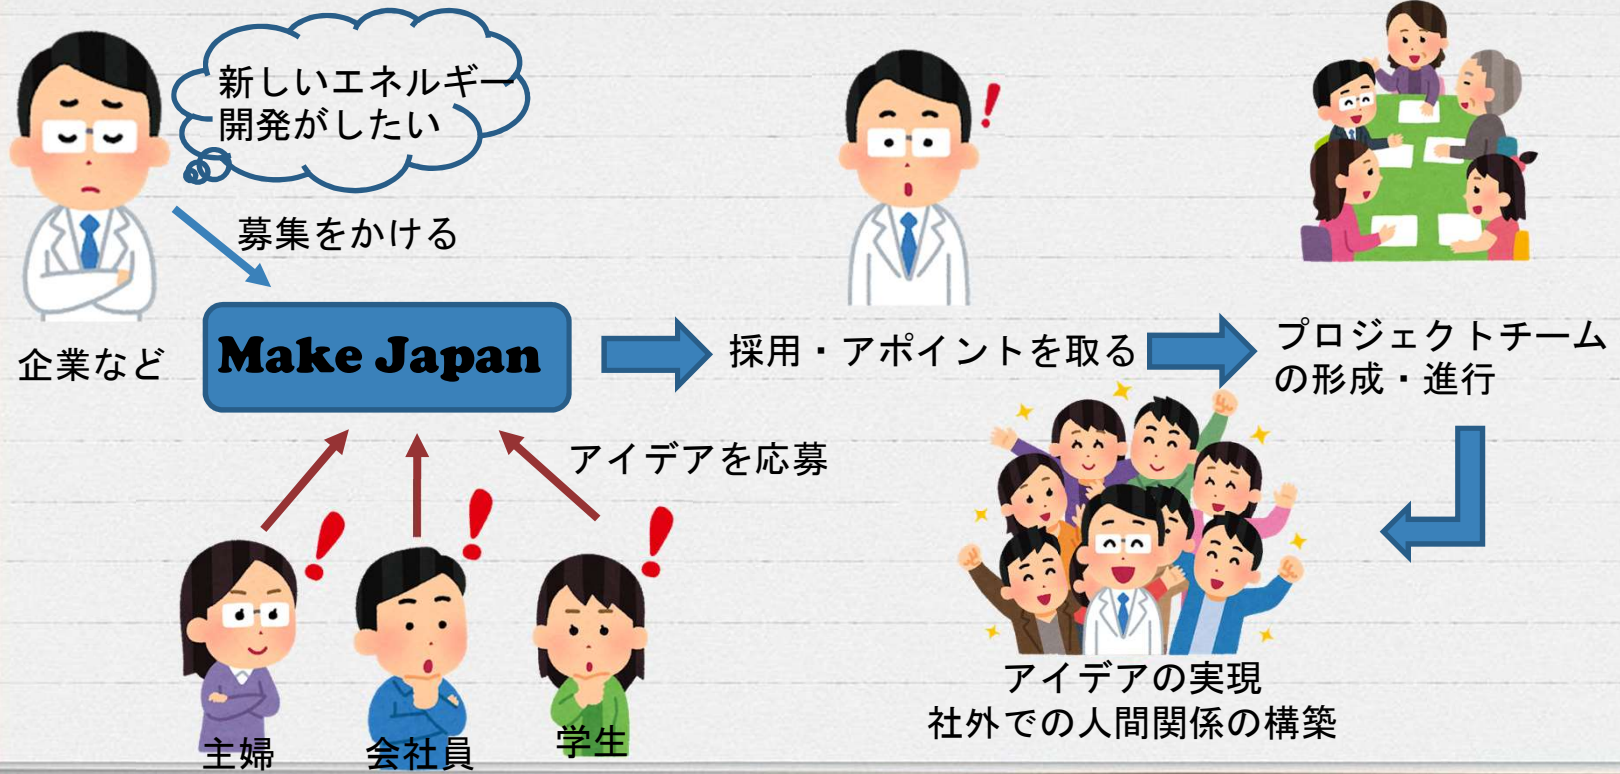 新しいエネルギー
開発がしたい
募集をかける
企業など
Make Japan
採用・アポイントを取る
プロジェクトチーム
の形成・進行
アイデアを応募
主婦
会社員
学生
アイデアの実現
社外での人間関係の構築